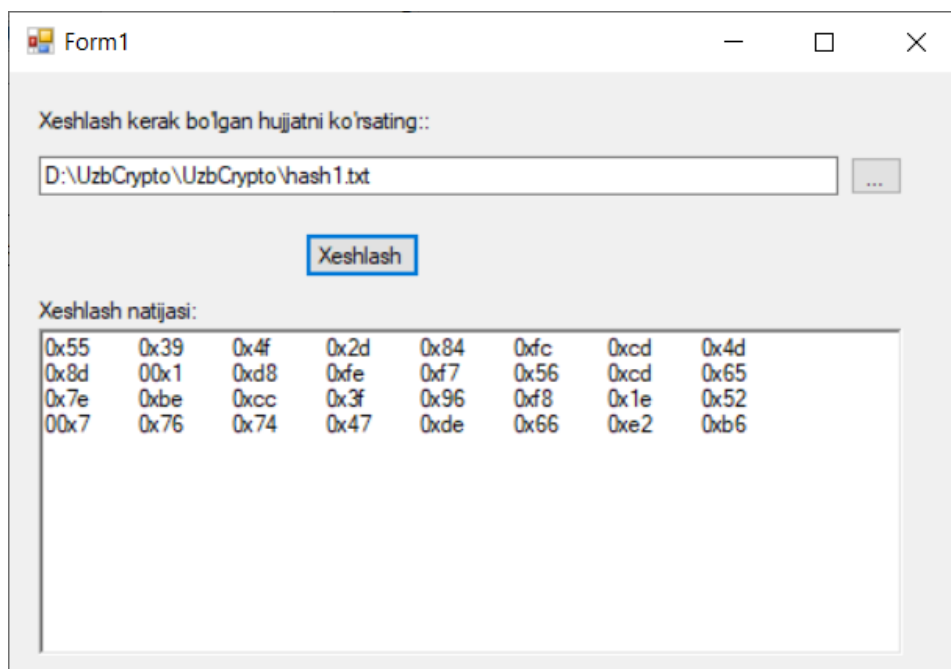 Form1
Xeshlash kerak bo'lgan hujjatni ko'rsating::
D:\UzbCrypto\UzbCrypto\hash1.txt ...
Xeshlash
Xeshlash natijasi:
0x55 0x39 0x4f 0x2d 0x84 0xfc 0xcd 0x4d
0x8d 00x1 0xd8 0xfe 0xf7 0x56 0xcd 0x65
0x7e 0xbe 0xcc 0x3f 0x96 0xf8 0x1e 0x52
00x7 0x76 0x74 0x47 0xde 0x66 0xe2 0xb6